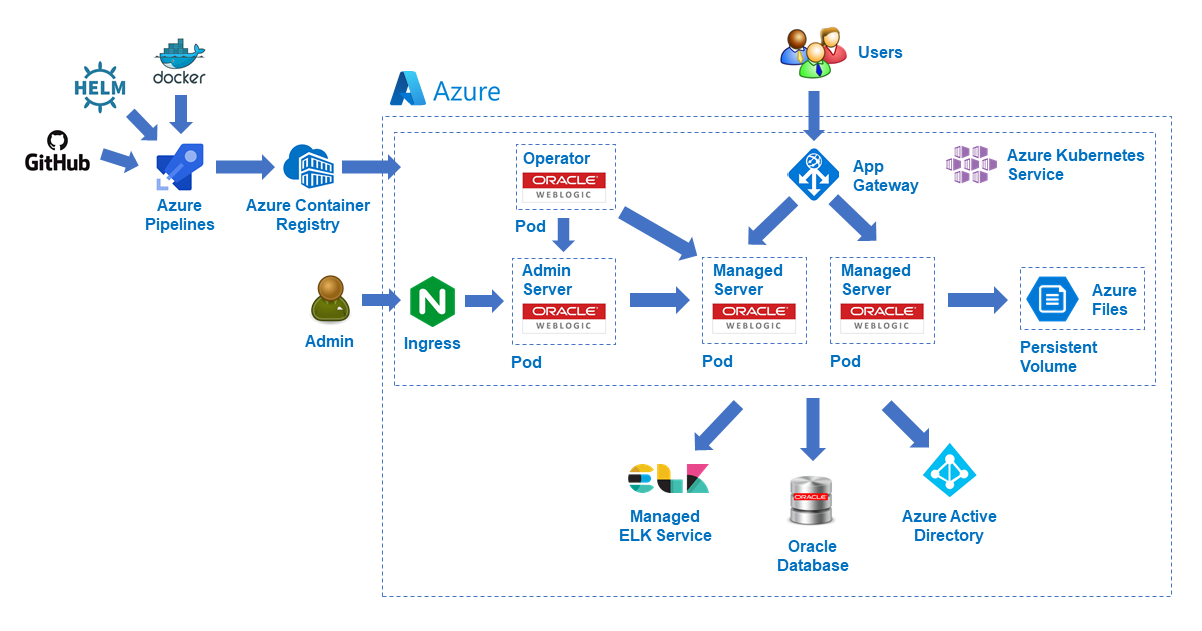 Users
docker
HELM
Azure
GitHub
Azure
Pipelines
Azure Container
Registry
Operator
ORACLE
WEBLOGIC
Pod
App
Gateway
Azure Kubernetes
Service
Admin
Ingress
Admin
Server
ORACLE
WEBLOGIC
Pod
Managed
Server
ORACLE
WEBLOGIC
Pod
Managed
Server
ORACLE
WEBLOGIC
Pod
Azure
Files
Persistent
Volume
ELK
Managed
ELK Service
ORACLE
Oracle
Database
Azure Active
Directory